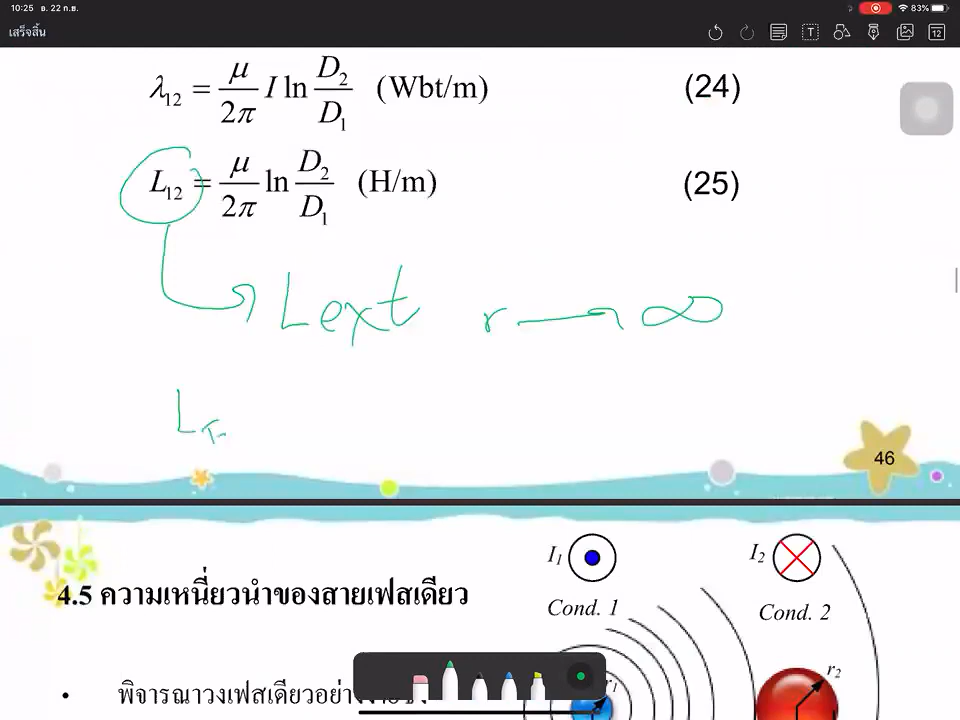 10:25 อ. 22 ก.ย. 83%
เสร็จสิ้น
λ12 = μ/2π I ln D2/D1 (Wbt/m) (24)
L12 = μ/2π ln D2/D1 (H/m) (25)
Lext r → ∞
L
46
4.5 ความเหนี่ยวนำของสายเฟสเดียว
I1 I2
Cond. 1 Cond. 2
• พิจารณาวงเฟสเดียวอย่าง
r1 r2